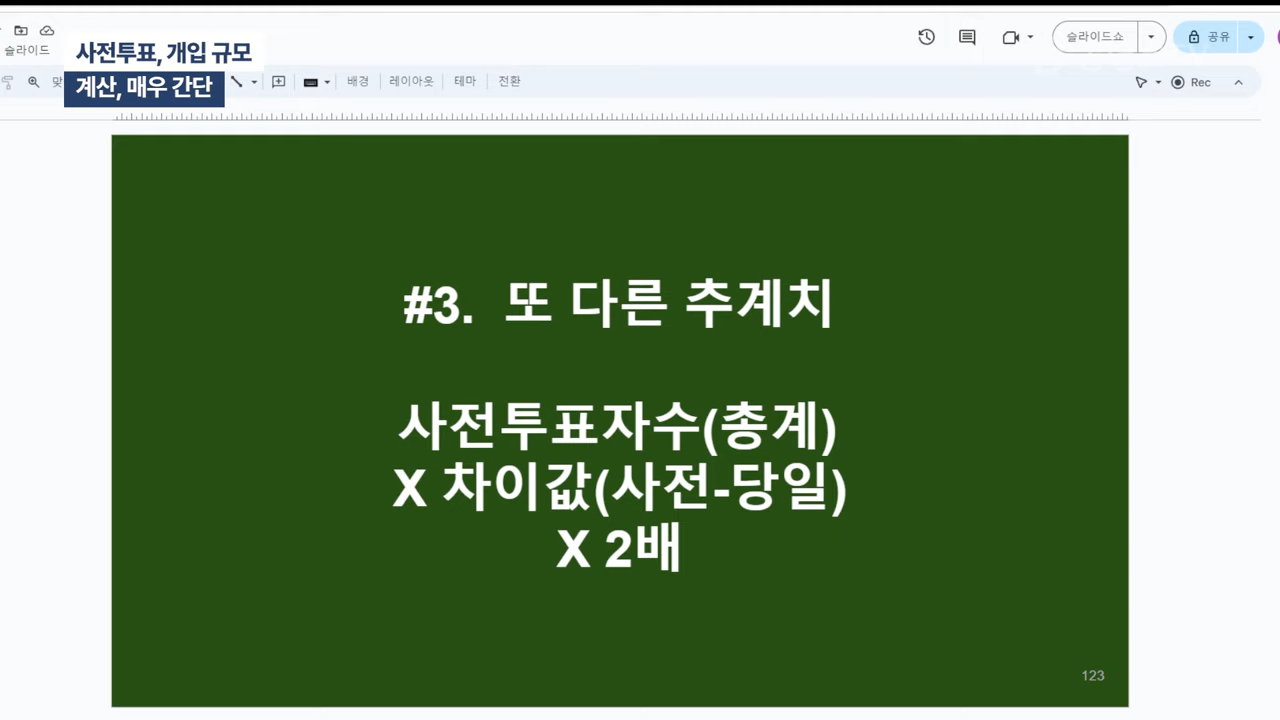 사전투표, 개입 규모
계산, 매우 간단
슬라이드
맞
배경
레이아웃
테마
전환
슬라이드쇼
공유
Rec
#3. 또 다른 추계치
사전투표자수(총계)
X 차이값(사전-당일)
X 2배
123